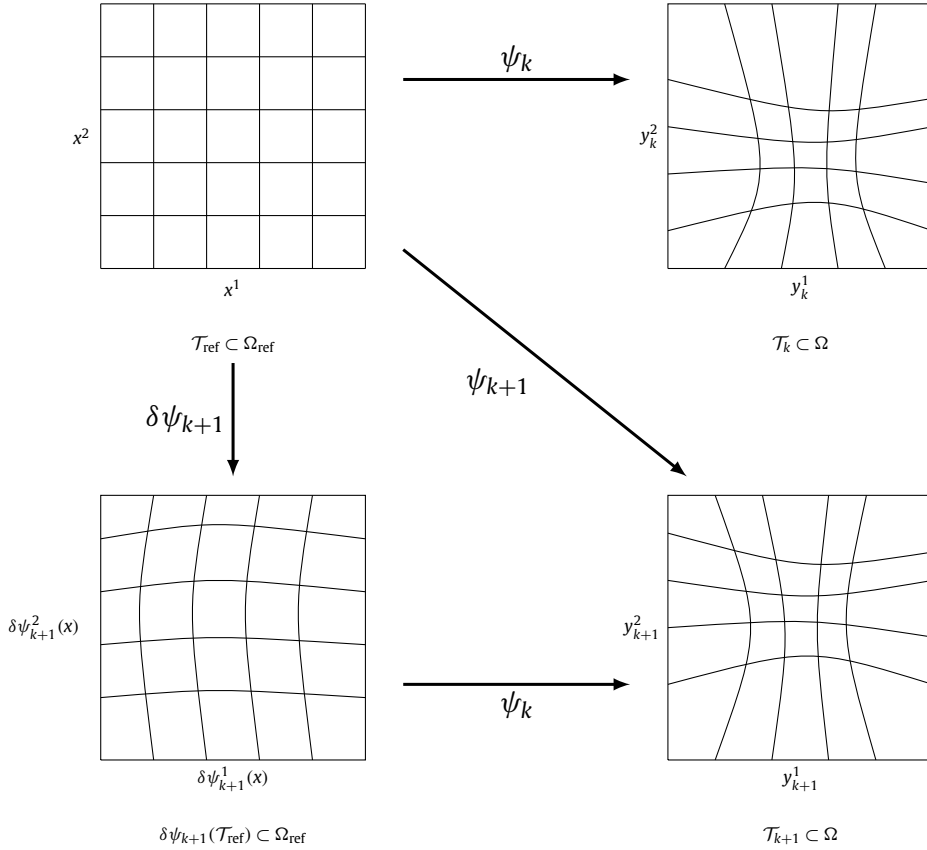 ψ_k
x^2
y_k^2
x^1
y_k^1
𝒯_ref ⊂ Ω_ref
𝒯_k ⊂ Ω
ψ_{k+1}
δψ_{k+1}
δψ_{k+1}^2(x)
y_{k+1}^2
ψ_k
δψ_{k+1}^1(x)
y_{k+1}^1
δψ_{k+1}(𝒯_ref) ⊂ Ω_ref
𝒯_{k+1} ⊂ Ω